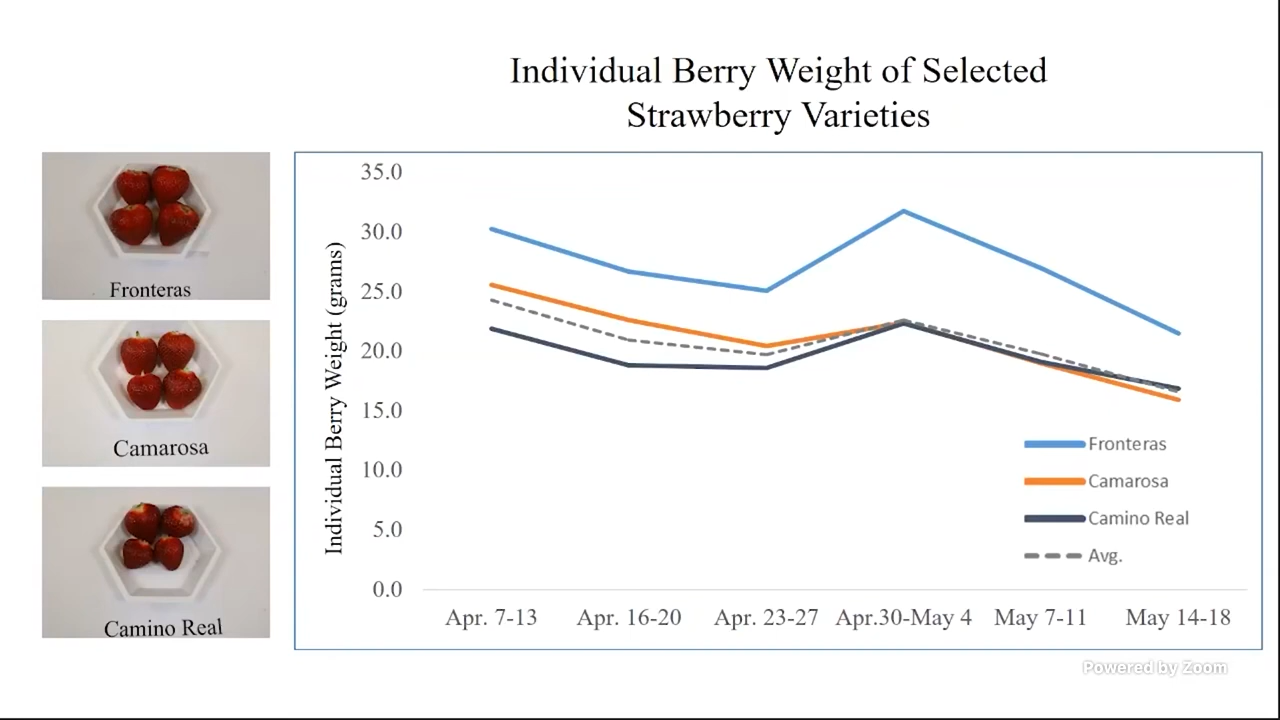 Individual Berry Weight of Selected
Strawberry Varieties
Fronteras
Camarosa
Camino Real
Individual Berry Weight (grams)
35.0
30.0
25.0
20.0
15.0
10.0
5.0
0.0
Apr. 7-13
Apr. 16-20
Apr. 23-27
Apr.30-May 4
May 7-11
May 14-18
Fronteras
Camarosa
Camino Real
Avg.
Powered by Zoom